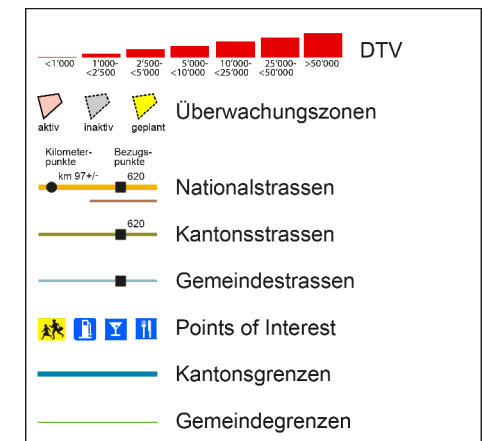 DTV
<1'000 1'000- 2'500- 5'000- 10'000- 25'000- >50'000
<2'500 <5'000 <10'000 <25'000 <50'000
Überwachungszonen
aktiv inaktiv geplant
Kilometer- Bezugs-
punkte punkte
km 97+/- 620
Nationalstrassen
620
Kantonsstrassen
Gemeindestrassen
Points of Interest
Kantonsgrenzen
Gemeindegrenzen